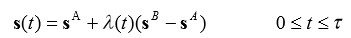 s(t) = s^A + λ(t)(s^B − s^A)   0 ≤ t ≤ τ